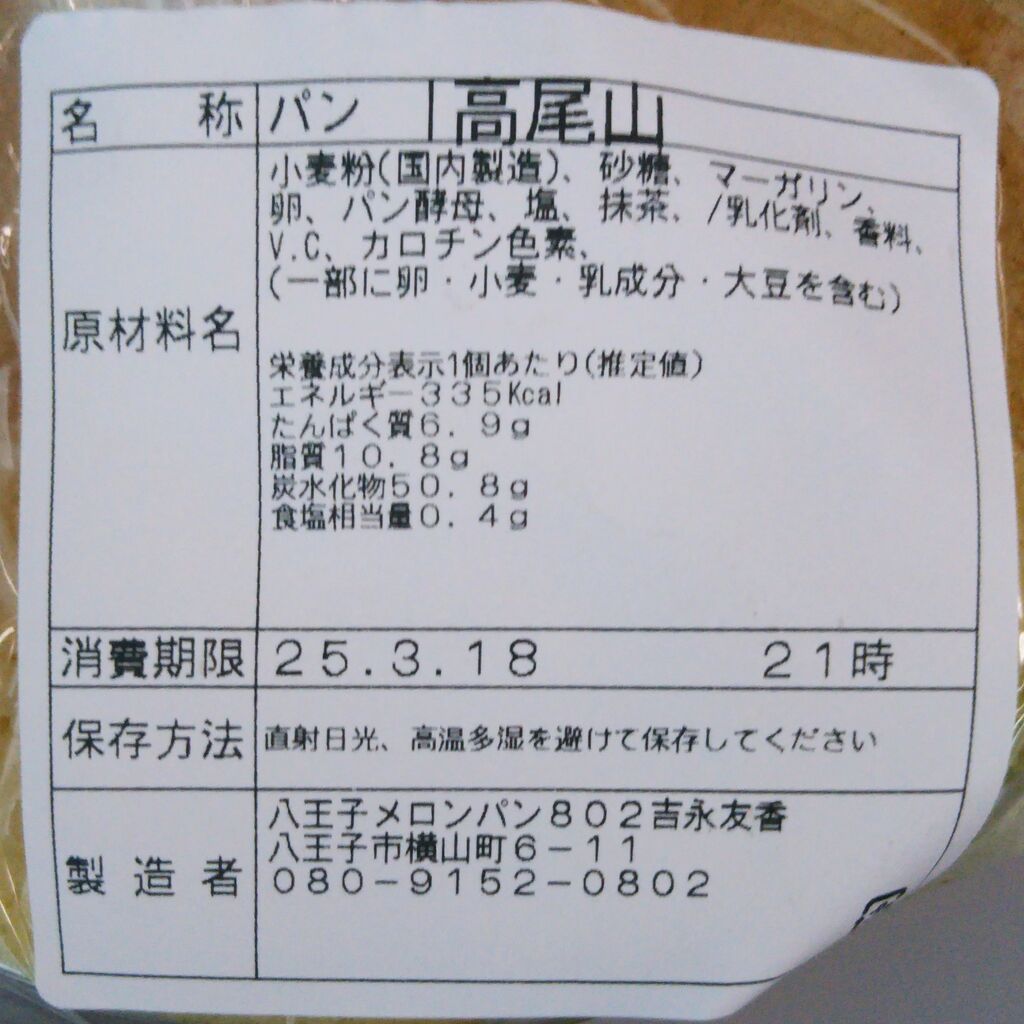 名称 パン 高尾山
原材料名
小麦粉(国内製造)、砂糖、マーガリン、
卵、パン酵母、塩、抹茶、/乳化剤、香料、
V.C、カロチン色素、
(一部に卵・小麦・乳成分・大豆を含む)
栄養成分表示1個あたり(推定値)
エネルギー335Kcal
たんぱく質6.9g
脂質10.8g
炭水化物50.8g
食塩相当量0.4g
消費期限 25.3.18 21時
保存方法 直射日光、高温多湿を避けて保存してください
製造者
八王子メロンパン802吉永友香
八王子市横山町6-11
080-9152-0802